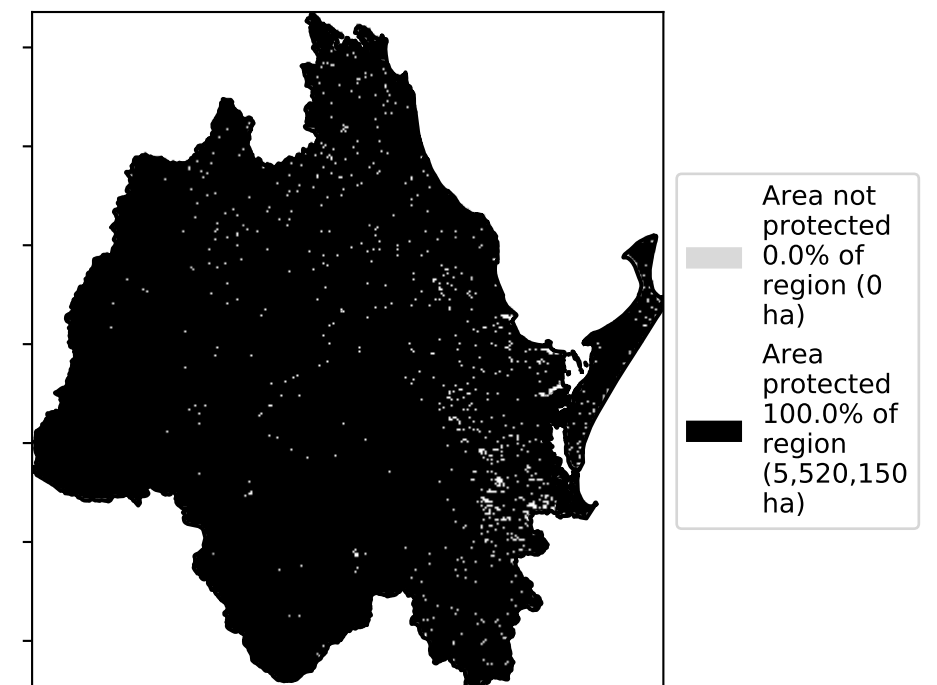 Area not
protected
0.0% of
region (0
ha)
Area
protected
100.0% of
region
(5,520,150
ha)